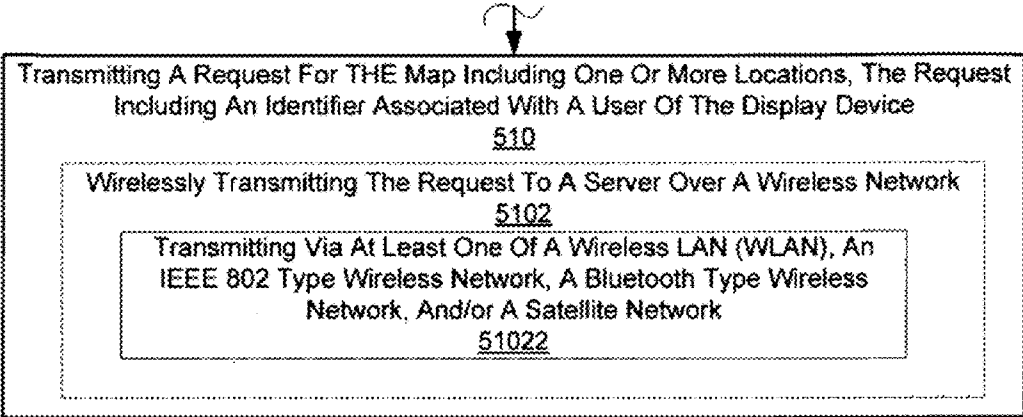 Transmitting A Request For THE Map Including One Or More Locations, The Request
Including An Identifier Associated With A User Of The Display Device
510
Wirelessly Transmitting The Request To A Server Over A Wireless Network
5102
Transmitting Via At Least One Of A Wireless LAN (WLAN), An
IEEE 802 Type Wireless Network, A Bluetooth Type Wireless
Network, And/or A Satellite Network
51022